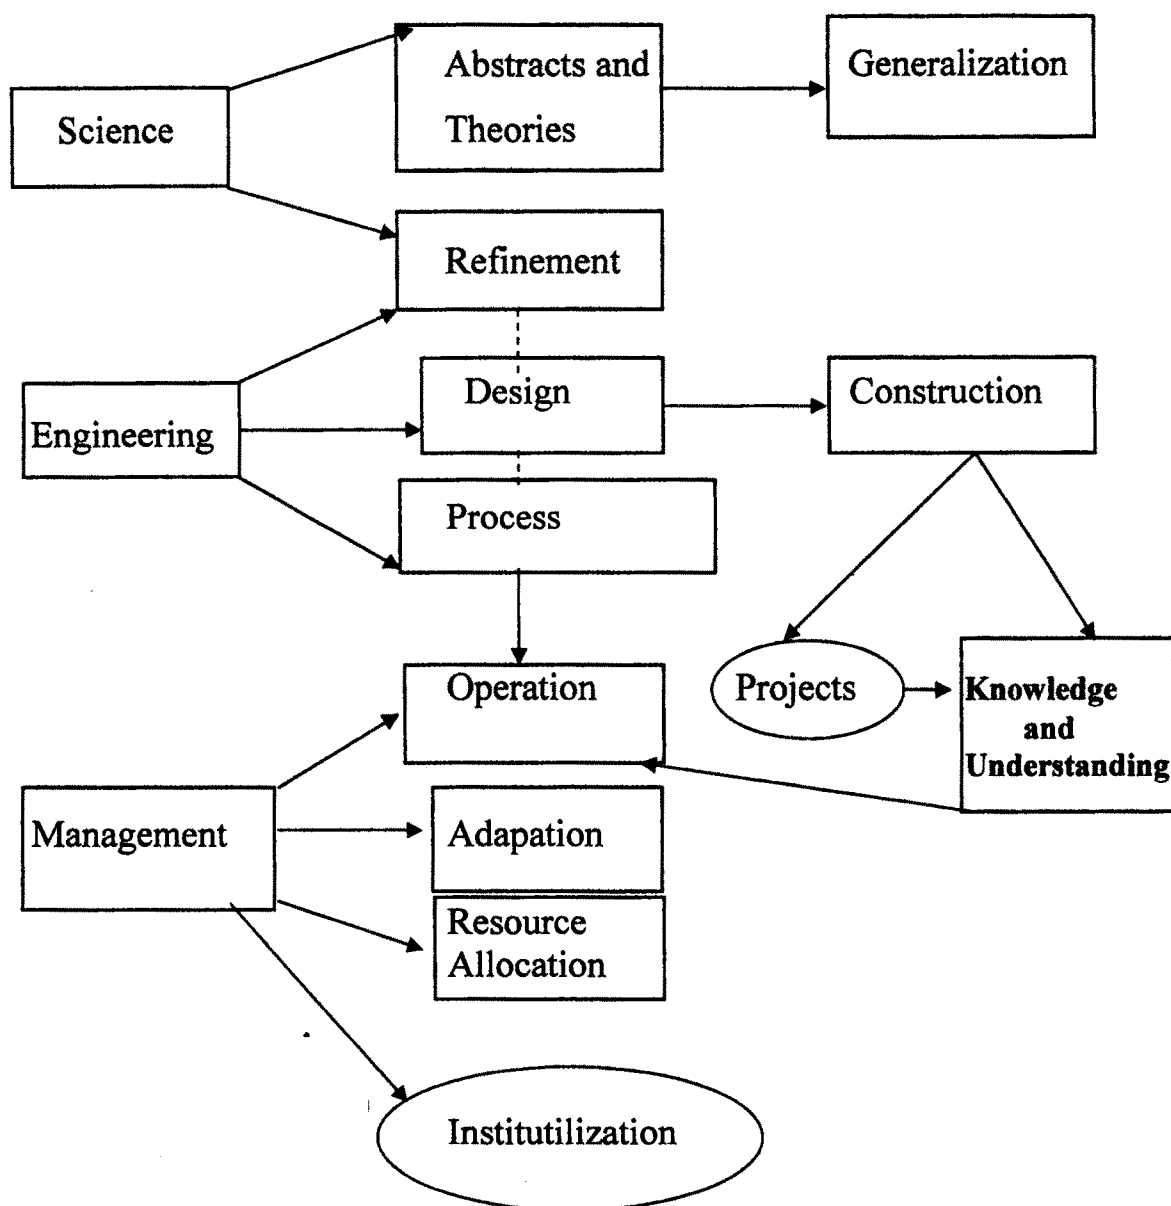 Abstracts and
Theories
Generalization
Science
Refinement
Design
Construction
Engineering
Process
Operation
Projects
Knowledge
and
Understanding
Management
Adapation
Resource
Allocation
Institutilization